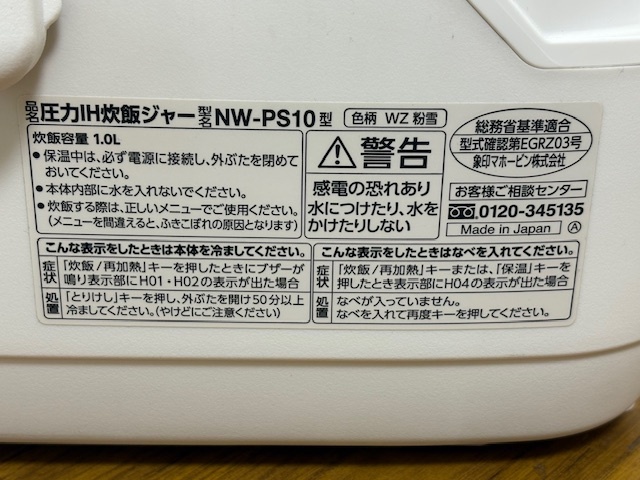 品名 圧力IH炊飯ジャー 型名 NW-PS10型 色柄 WZ 粉雪
炊飯容量 1.0L
●保温中は、必ず電源に接続し、外ぶたを閉めて
おいてください。
●本体内部に水を入れないでください。
●炊飯する際は、正しいメニューでご使用ください。
(メニューを間違えると、ふきこぼれの原因となります)
警告
感電の恐れあり
水につけたり、水を
かけたりしない
総務省基準適合
型式確認第EGRZ03号
象印マホービン株式会社
お客様ご相談センター
0120-345135
Made in Japan Ⓐ
こんな表示をしたときは本体を冷ましてください。
症状 「炊飯/再加熱」キーを押したときにブザーが
鳴り表示部にH01・H02の表示が出た場合
処置 「とりけし」キーを押し、外ぶたを開け50分以上
冷ましてください。(やけどにご注意ください)
こんな表示をしたときはなべを入れてください。
症状 「炊飯/再加熱」キーまたは、「保温」キーを
押したとき表示部にH04の表示が出た場合
処置 なべが入っていません。
なべを入れて再度キーを押してください。